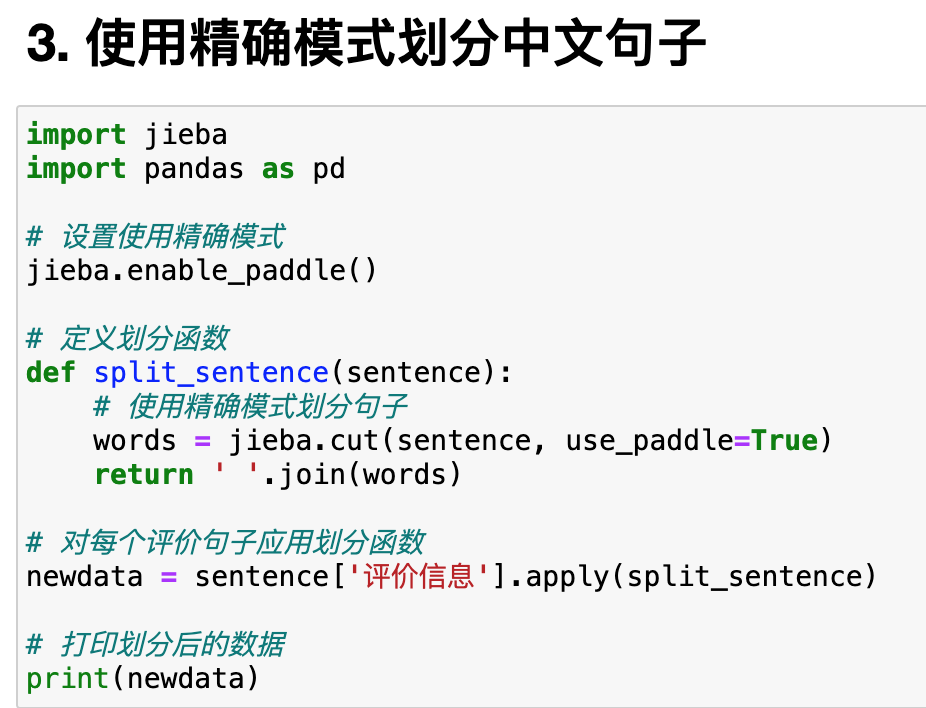 3. 使用精确模式划分中文句子
import jieba
import pandas as pd
# 设置使用精确模式
jieba.enable_paddle()
# 定义划分函数
def split_sentence(sentence):
    # 使用精确模式划分句子
    words = jieba.cut(sentence, use_paddle=True)
    return ' '.join(words)
# 对每个评价句子应用划分函数
newdata = sentence['评价信息'].apply(split_sentence)
# 打印划分后的数据
print(newdata)